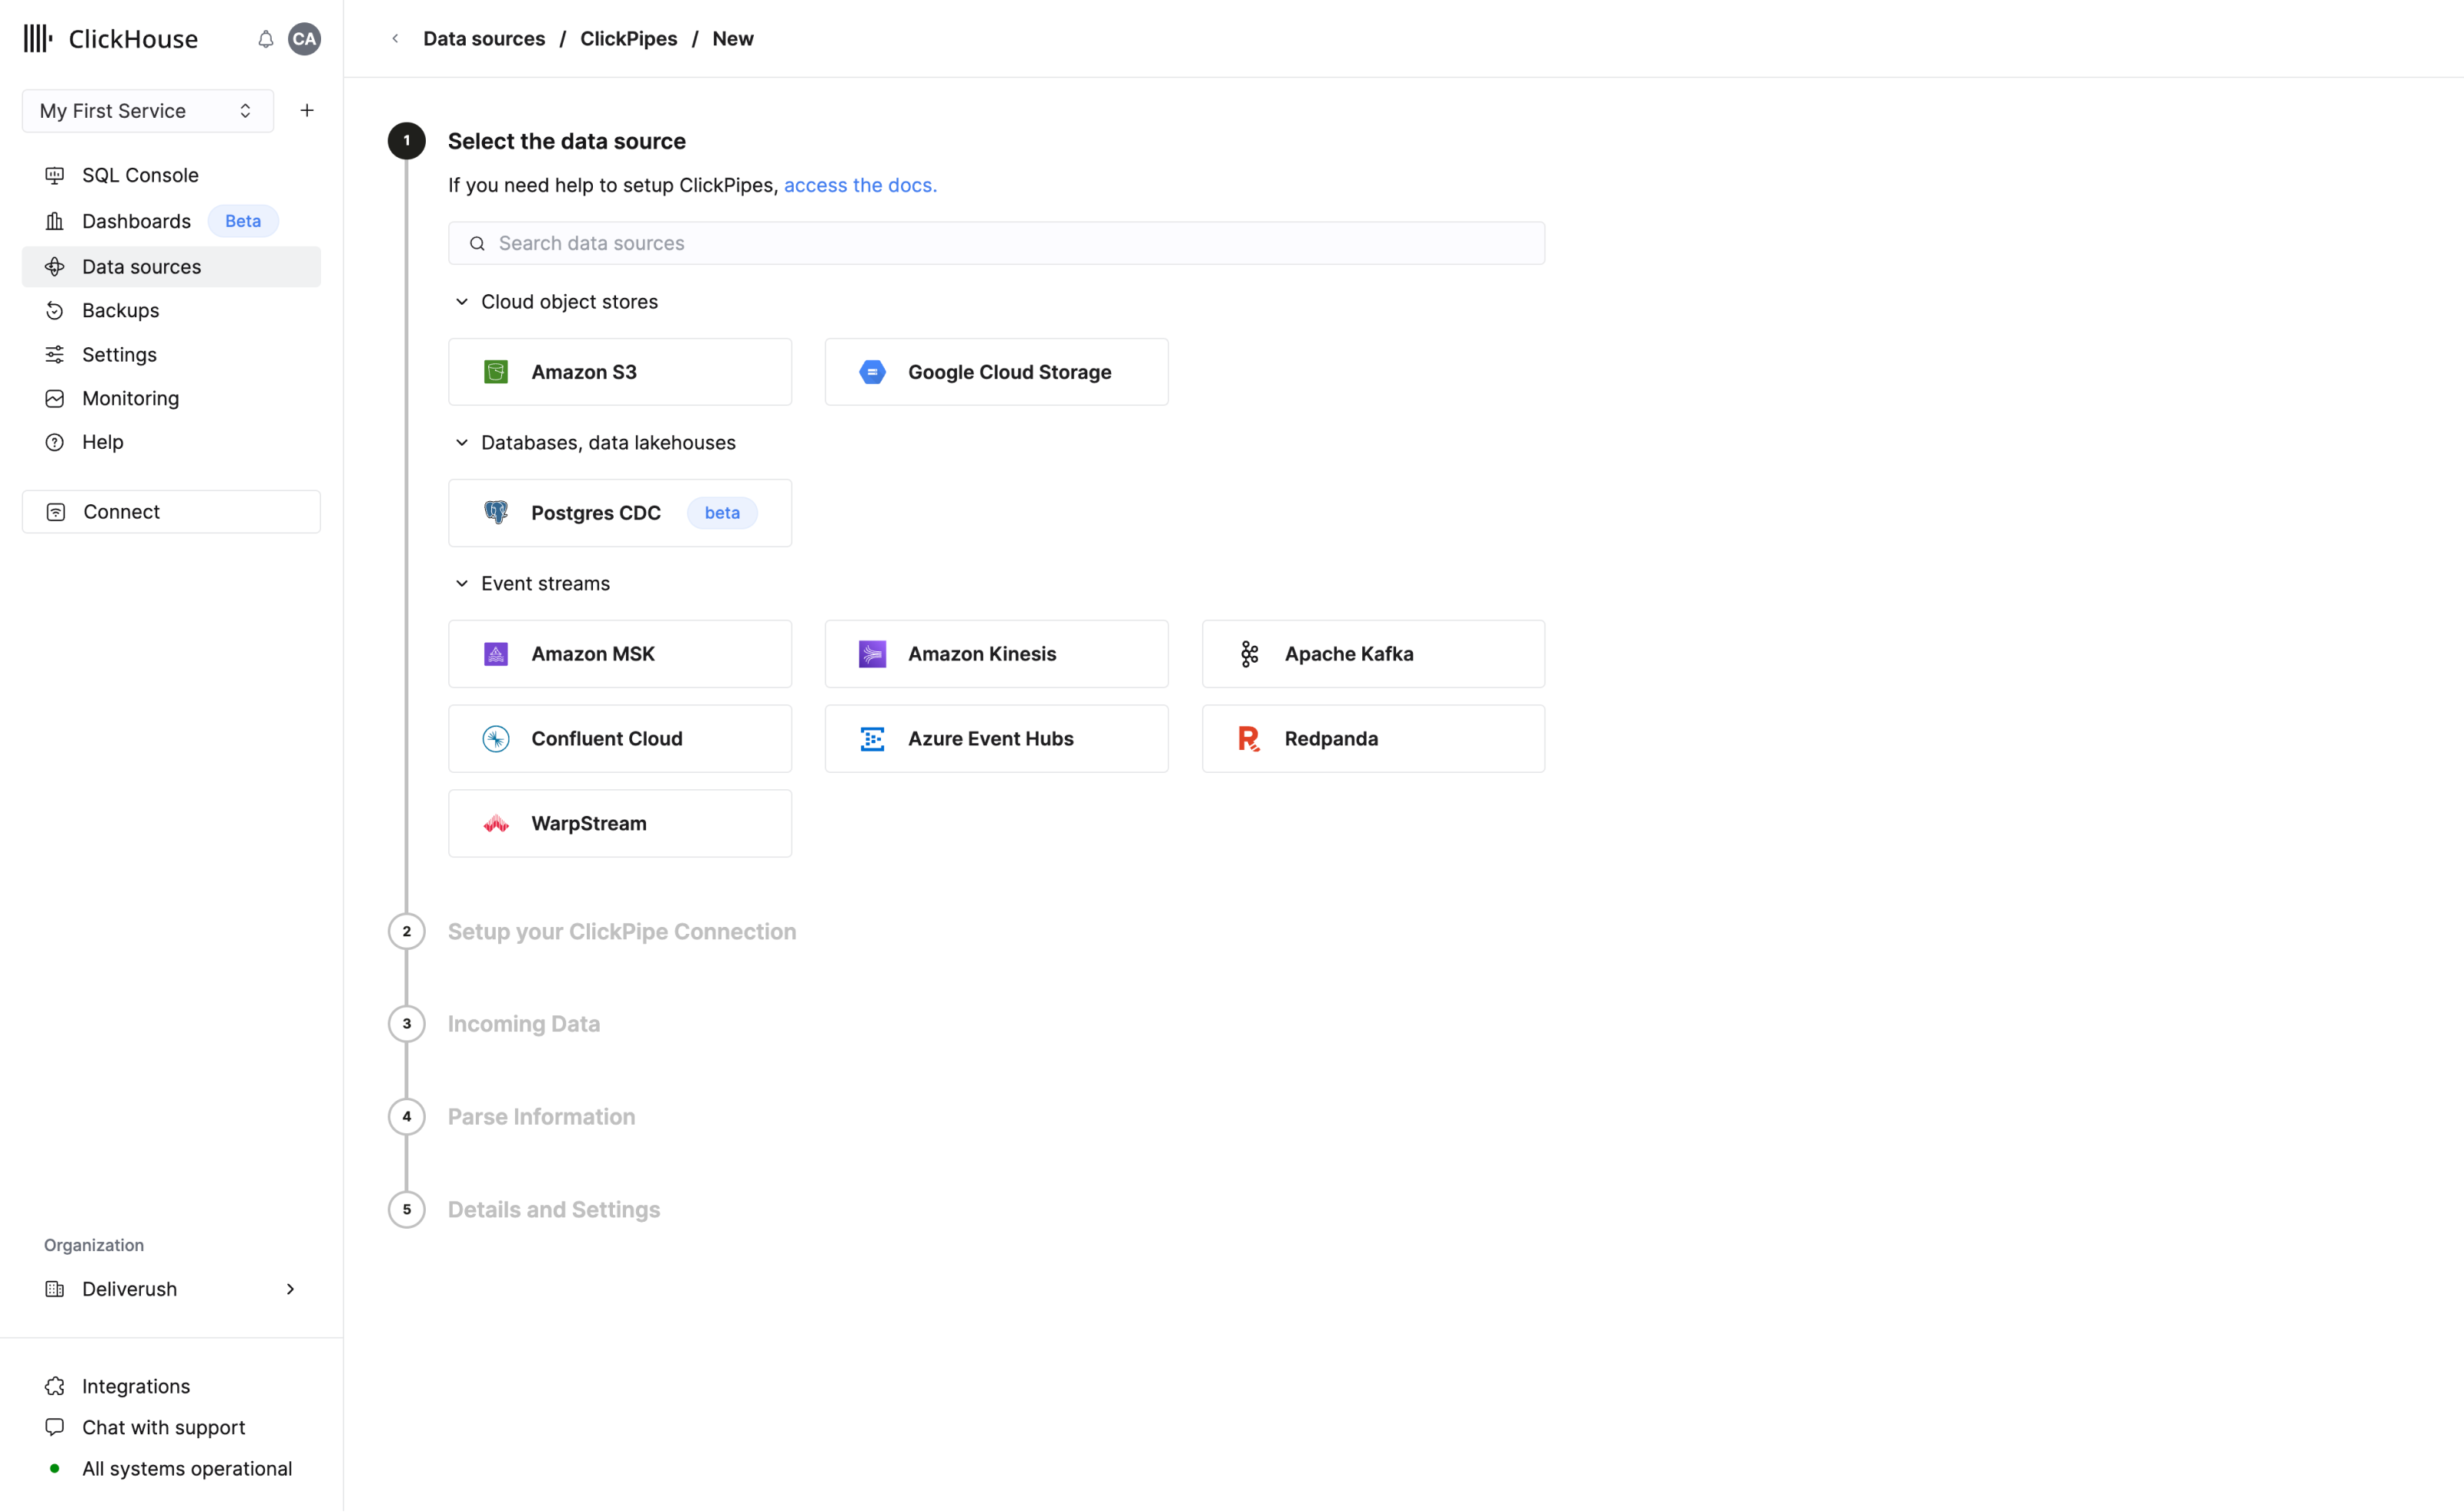 ClickHouse
CA
My First Service
SQL Console
Dashboards Beta
Data sources
Backups
Settings
Monitoring
Help
Connect
Organization
Deliverush
Integrations
Chat with support
All systems operational
Data sources / ClickPipes / New
1 Select the data source
If you need help to setup ClickPipes, access the docs.
Search data sources
Cloud object stores
Amazon S3
Google Cloud Storage
Databases, data lakehouses
Postgres CDC beta
Event streams
Amazon MSK
Amazon Kinesis
Apache Kafka
Confluent Cloud
Azure Event Hubs
Redpanda
WarpStream
2 Setup your ClickPipe Connection
3 Incoming Data
4 Parse Information
5 Details and Settings